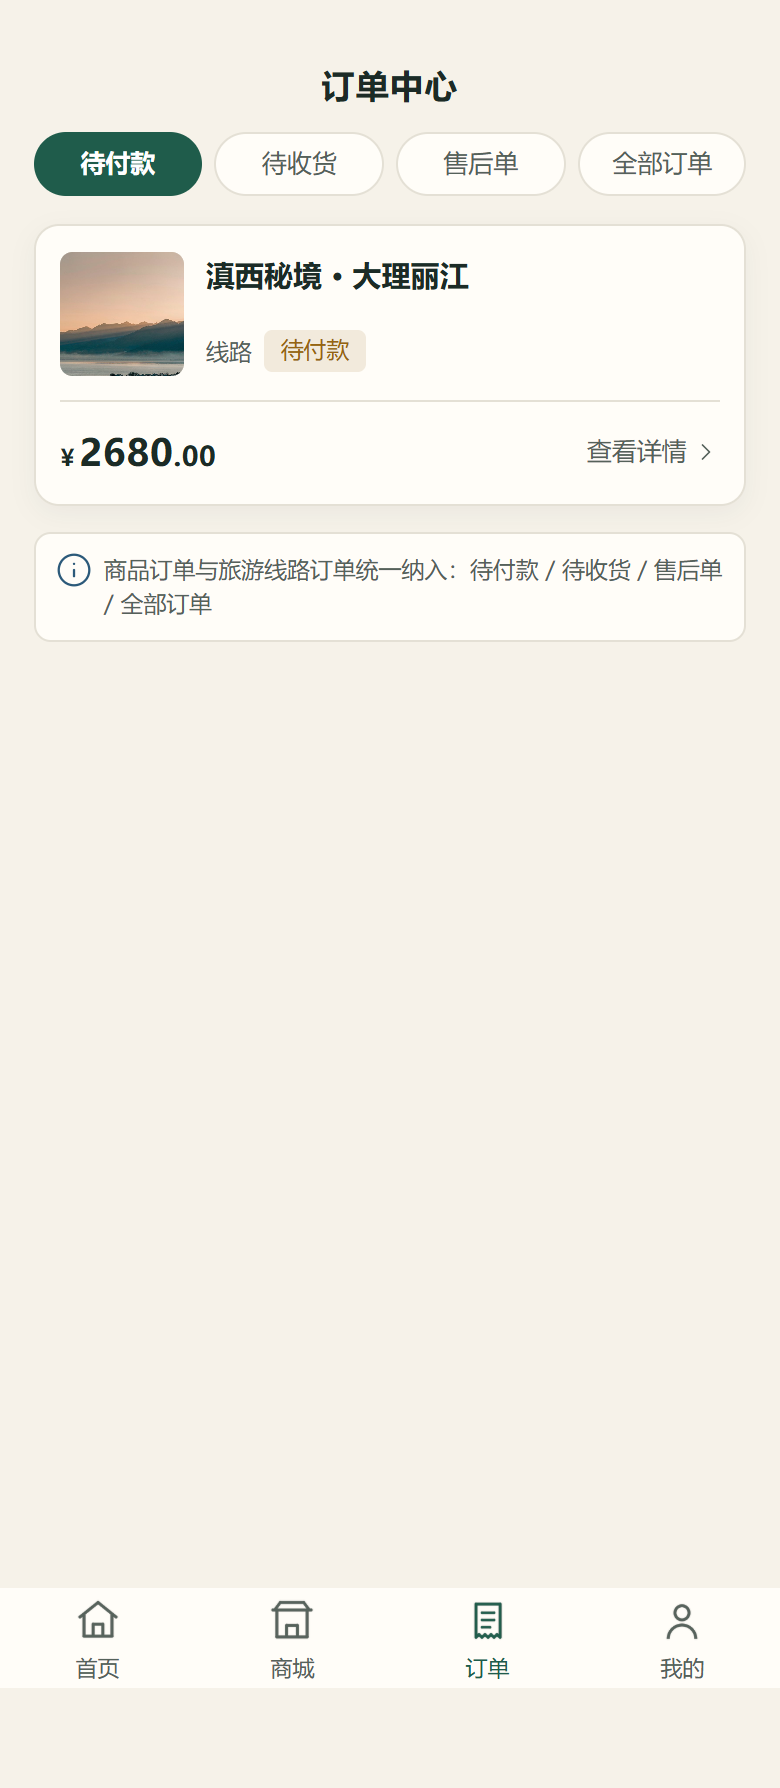 订单中心
待付款 待收货 售后单 全部订单
滇西秘境·大理丽江
线路 待付款
¥2680.00 查看详情
商品订单与旅游线路订单统一纳入：待付款 / 待收货 / 售后单
/ 全部订单
首页 商城 订单 我的